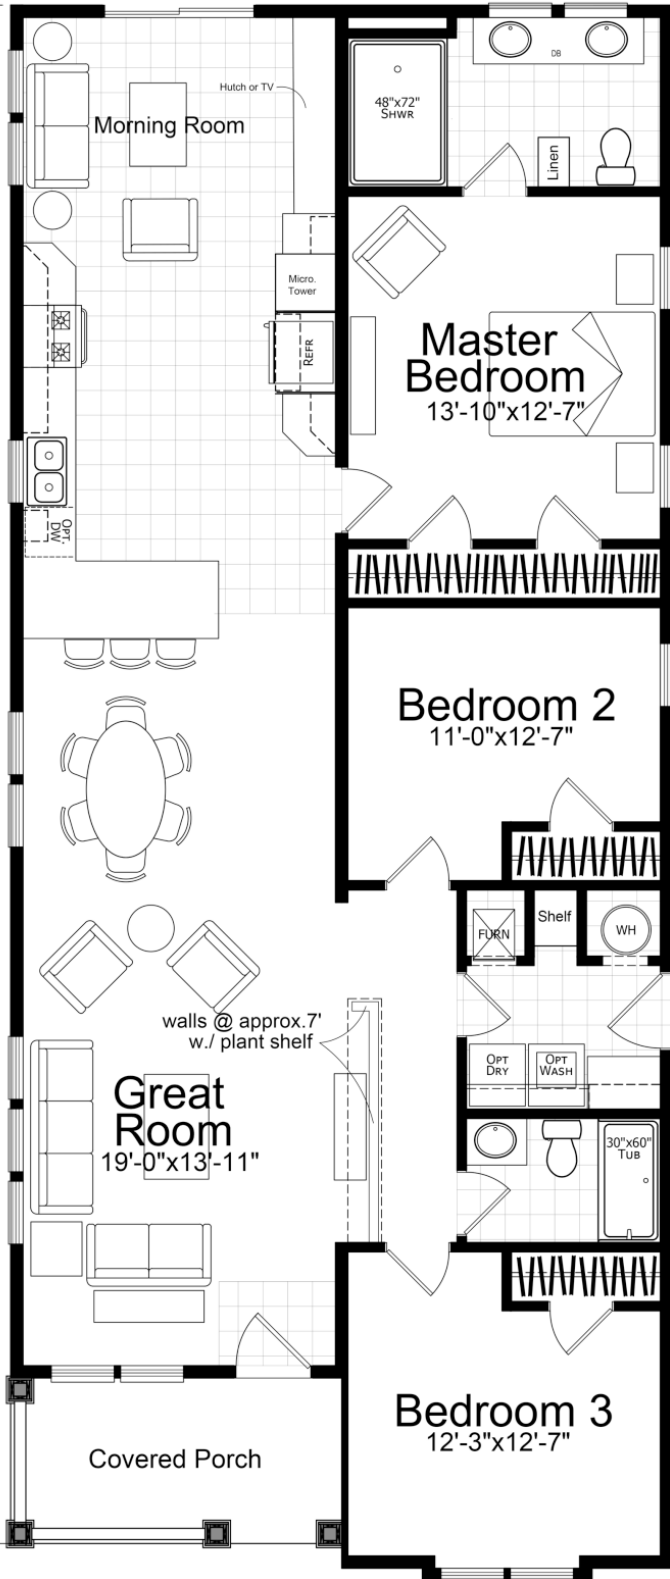 DB
Hutch or TV
48"x72"
SHWR
Morning Room
Linen
Micro.
Tower
REFR
Master
Bedroom
13'-10"x12'-7"
OPT.
DW
Bedroom 2
11'-0"x12'-7"
FURN
Shelf
WH
walls @ approx.7'
w./ plant shelf
OPT
DRY
OPT
WASH
Great
Room
19'-0"x13'-11"
30"x60"
TUB
Bedroom 3
12'-3"x12'-7"
Covered Porch